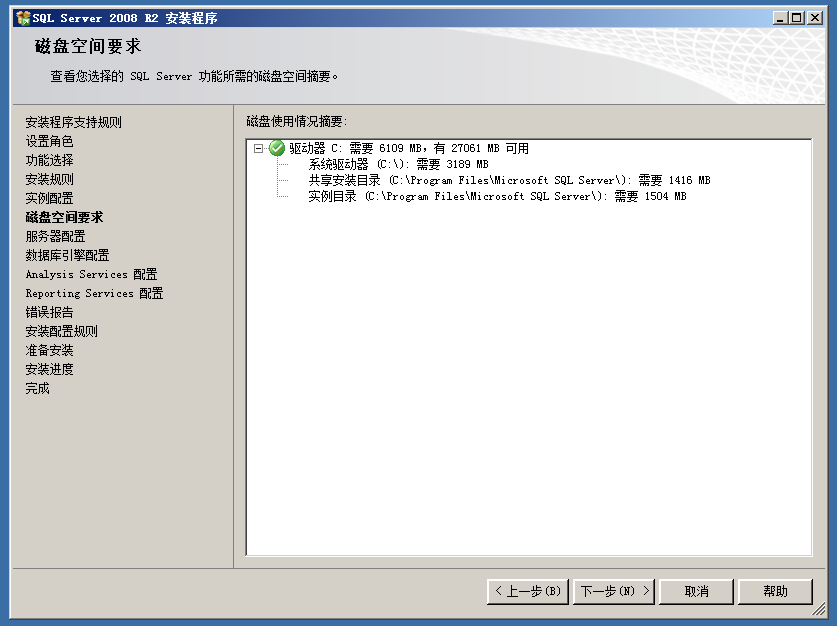 SQL Server 2008 R2 安装程序
磁盘空间要求
查看您选择的 SQL Server 功能所需的磁盘空间摘要。
安装程序支持规则
设置角色
功能选择
安装规则
实例配置
磁盘空间要求
服务器配置
数据库引擎配置
Analysis Services 配置
Reporting Services 配置
错误报告
安装配置规则
准备安装
安装进度
完成
磁盘使用情况摘要:
驱动器 C: 需要 6109 MB，有 27061 MB 可用
系统驱动器 (C:\): 需要 3189 MB
共享安装目录 (C:\Program Files\Microsoft SQL Server\): 需要 1416 MB
实例目录 (C:\Program Files\Microsoft SQL Server\): 需要 1504 MB
< 上一步(B) 下一步(N) > 取消 帮助